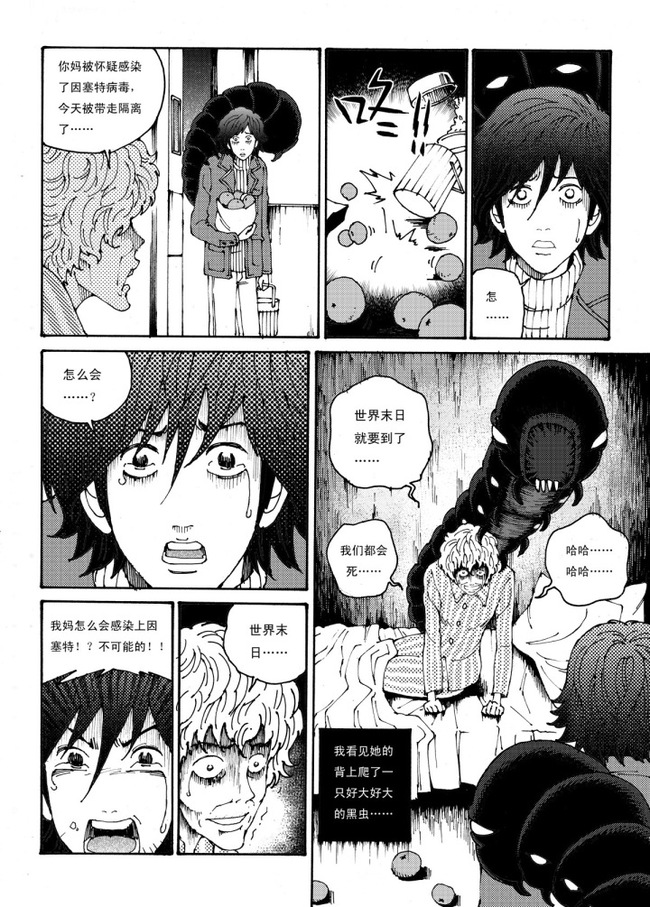 你妈被怀疑感染
了因塞特病毒，
今天被带走隔离
了……
咚!!
怎
……
怎么会
……？
世界末日
就要到了
……
我们都会
死……
哈哈……
哈哈……
我妈怎么会感染上因
塞特！？不可能的！！
世界末
日……
我看见她的
背上爬了一
只好大好大
的黑虫……